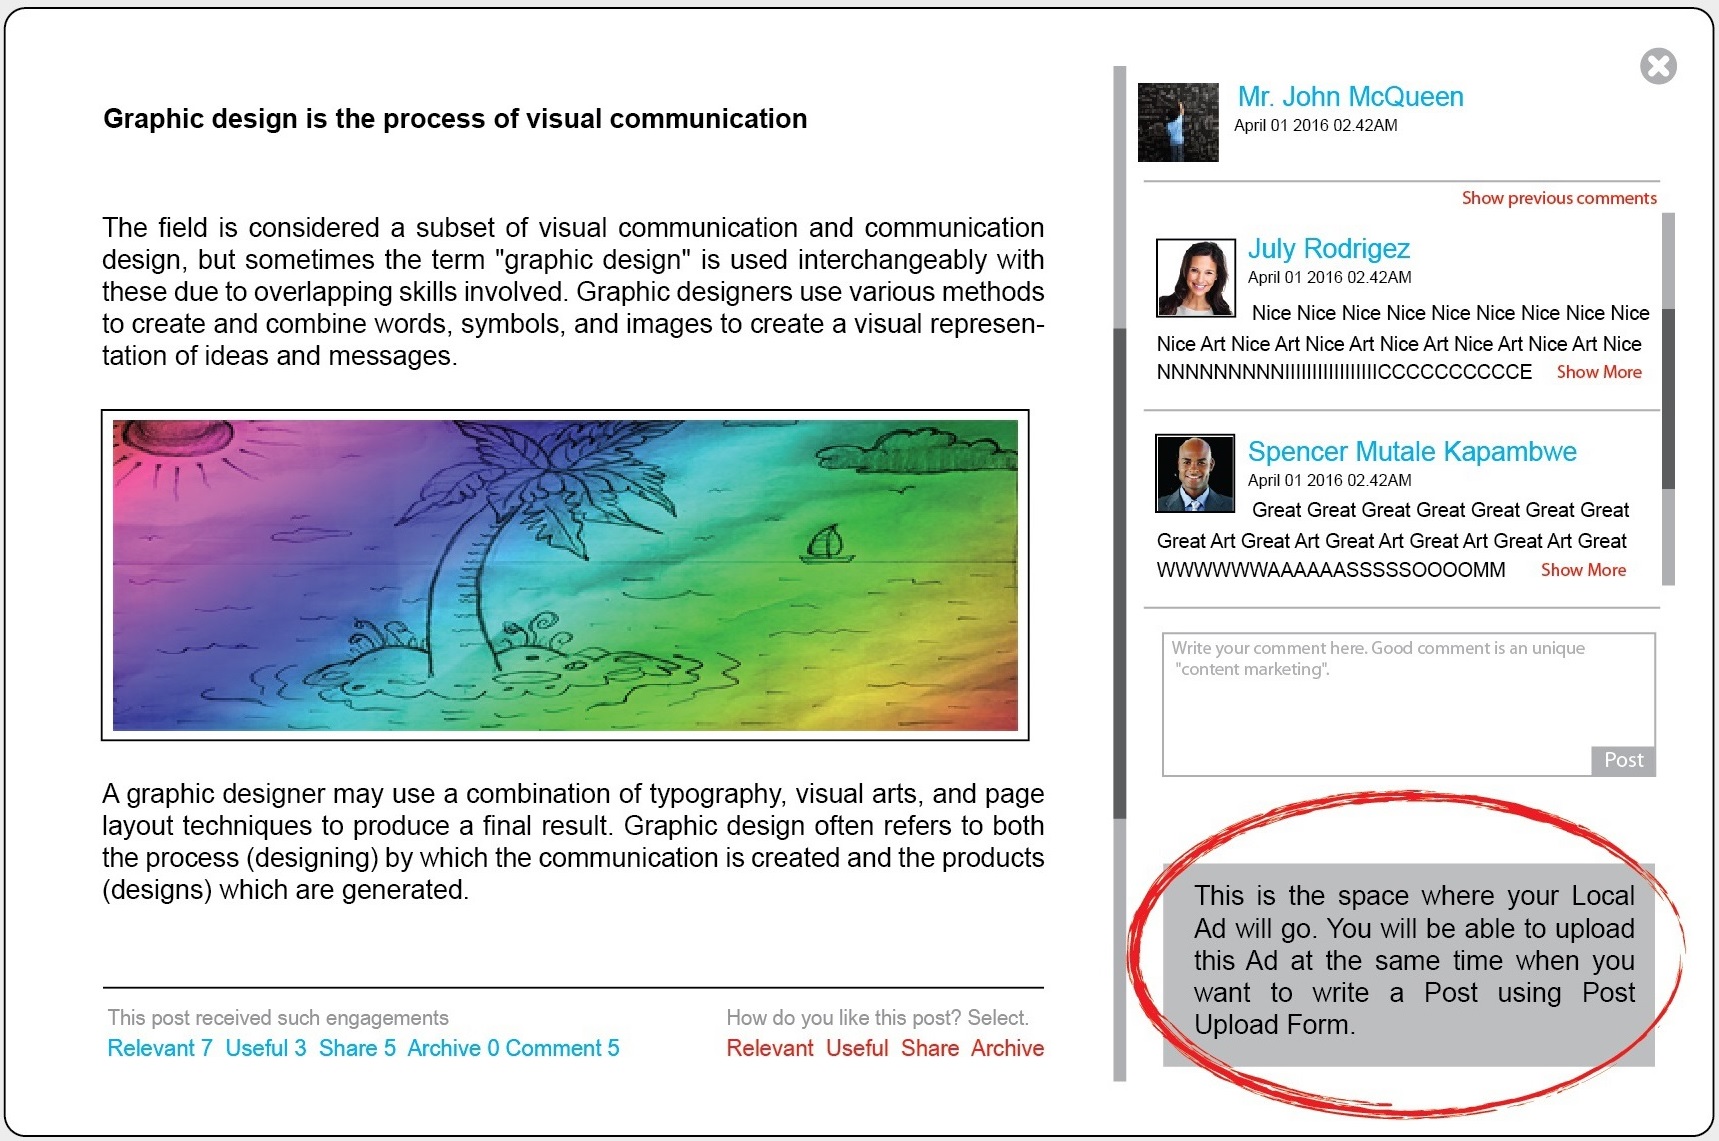 Graphic design is the process of visual communication
The field is considered a subset of visual communication and communication
design, but sometimes the term "graphic design" is used interchangeably with
these due to overlapping skills involved. Graphic designers use various methods
to create and combine words, symbols, and images to create a visual represen-
tation of ideas and messages.
A graphic designer may use a combination of typography, visual arts, and page
layout techniques to produce a final result. Graphic design often refers to both
the process (designing) by which the communication is created and the products
(designs) which are generated.
This post received such engagements
Relevant 7 Useful 3 Share 5 Archive 0 Comment 5
How do you like this post? Select.
Relevant Useful Share Archive
Mr. John McQueen
April 01 2016 02.42AM
Show previous comments
July Rodrigez
April 01 2016 02.42AM
Nice Nice Nice Nice Nice Nice Nice Nice Nice
Nice Art Nice Art Nice Art Nice Art Nice Art Nice Art Nice
NNNNNNNNNNIIIIIIIIIIIIIIIIICCCCCCCCCCCE Show More
Spencer Mutale Kapambwe
April 01 2016 02.42AM
Great Great Great Great Great Great Great
Great Art Great Art Great Art Great Art Great Art Great
WWWWWWAAAAAASSSSSOOOOMM Show More
Write your comment here. Good comment is an unique
"content marketing".
Post
This is the space where your Local
Ad will go. You will be able to upload
this Ad at the same time when you
want to write a Post using Post
Upload Form.